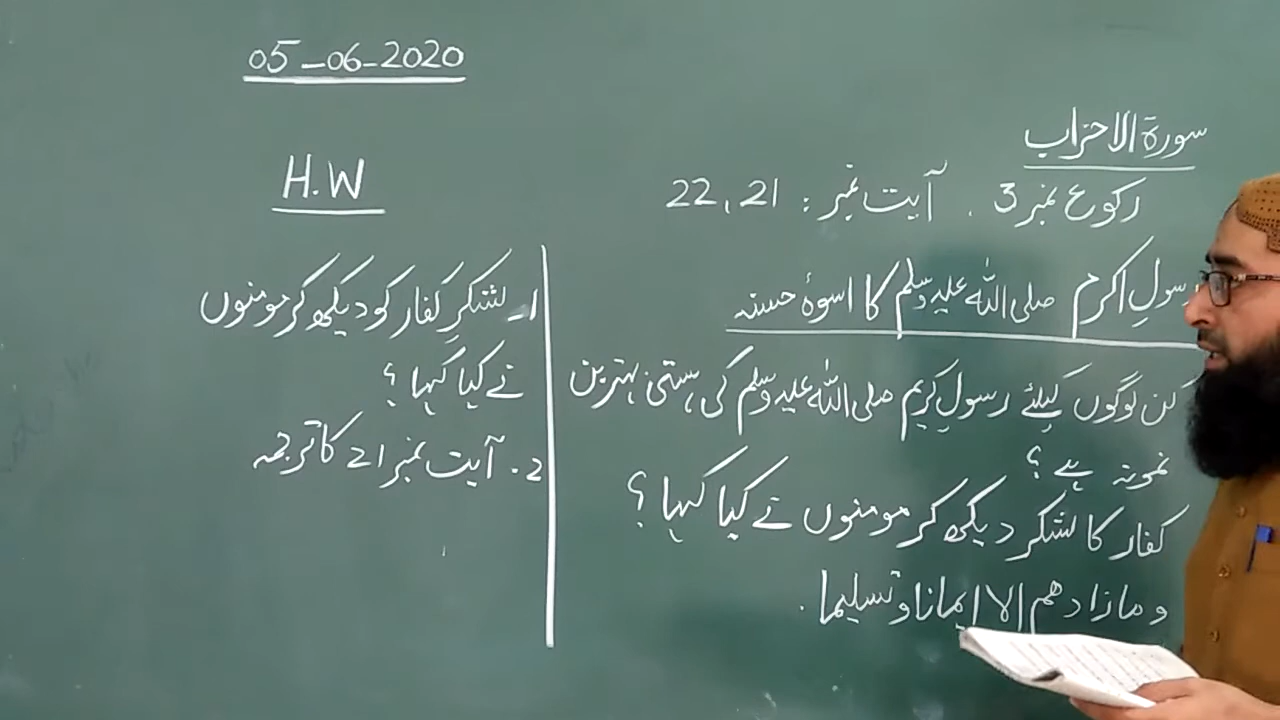 05-06-2020
سورة الاحزاب
رکوع نمبر 3 . آیت نمبر : 21 , 22
رسولِ اکرم صلی اللہ علیہ وسلم کا اسوۂ حسنہ
کن لوگوں کیلئے رسولِ کریم صلی اللہ علیہ وسلم کی ہستی بہترین
نمونہ ہے ؟
کفار کا لشکر دیکھ کر مومنوں نے کیا کہا ؟
وما زادهم الا ایمانا و تسلیما .
H.W
1- لشکرِ کفار کو دیکھ کر مومنوں
نے کیا کہا ؟
2. آیت نمبر 21 کا ترجمہ